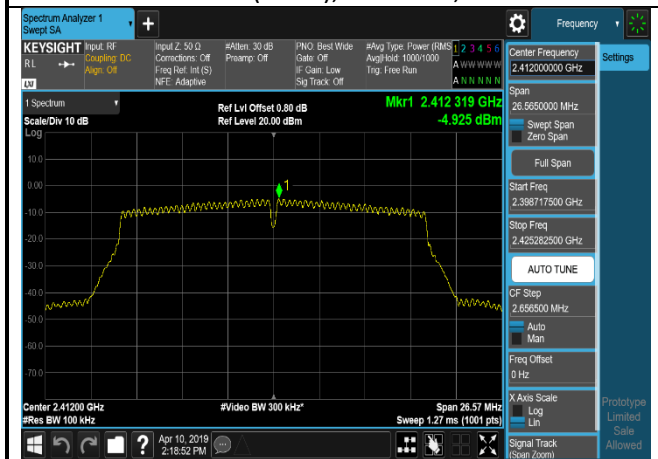 Spectrum Analyzer 1
Swept SA
+
Frequency
KEYSIGHT
RL
LXI
Input: RF
Coupling: DC
Align: Off
Input Z: 50 Ω
Corrections: Off
Freq Ref: Int (S)
NFE: Adaptive
#Atten: 30 dB
Preamp: Off
PNO: Best Wide
Gate: Off
IF Gain: Low
Sig Track: Off
#Avg Type: Power (RMS
Avg|Hold: 1000/1000
Trig: Free Run
1 2 3 4 5 6
A W W W W W
A N N N N N
1 Spectrum
Scale/Div 10 dB
Log
Ref Lvl Offset 0.80 dB
Ref Level 20.00 dBm
Mkr1 2.412 319 GHz
-4.925 dBm
10.0
0.00
-10.0
-20.0
-30.0
-40.0
-50.0
-60.0
-70.0
1
Center 2.41200 GHz
#Res BW 100 kHz
#Video BW 300 kHz*
Span 26.57 MHz
Sweep 1.27 ms (1001 pts)
Apr 10, 2019
2:18:52 PM
?
Center Frequency
2.412000000 GHz
Span
26.5650000 MHz
Swept Span
Zero Span
Full Span
Start Freq
2.398717500 GHz
Stop Freq
2.425282500 GHz
AUTO TUNE
CF Step
2.656500 MHz
Auto
Man
Freq Offset
0 Hz
X Axis Scale
Log
Lin
Signal Track
(Span Zoom)
Settings
Prototype
Limited
Sale
Allowed